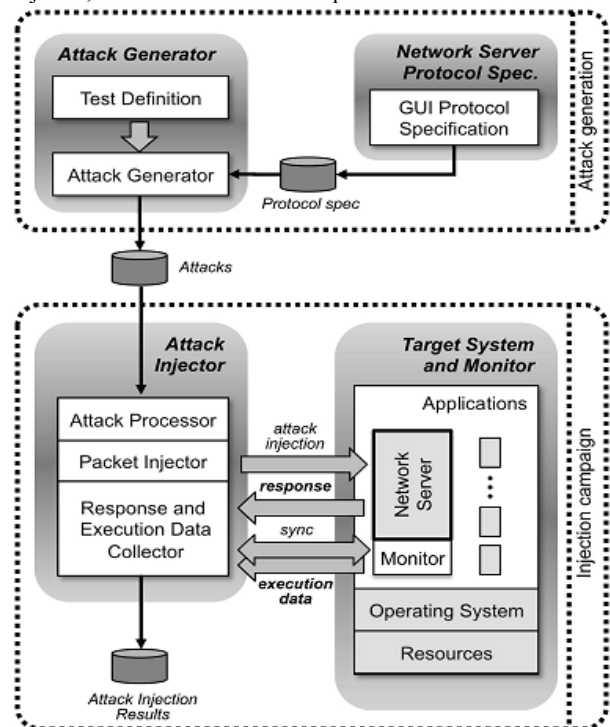 Attack Generator
Test Definition
Attack Generator
Network Server
Protocol Spec.
GUI Protocol
Specification
Protocol spec
Attack generation
Attacks
Attack
Injector
Attack Processor
Packet Injector
Response and
Execution Data
Collector
attack
injection
response
sync
execution
data
Target System
and Monitor
Applications
Network
Server
Monitor
Operating System
Resources
Injection campaign
Attack Injection
Results